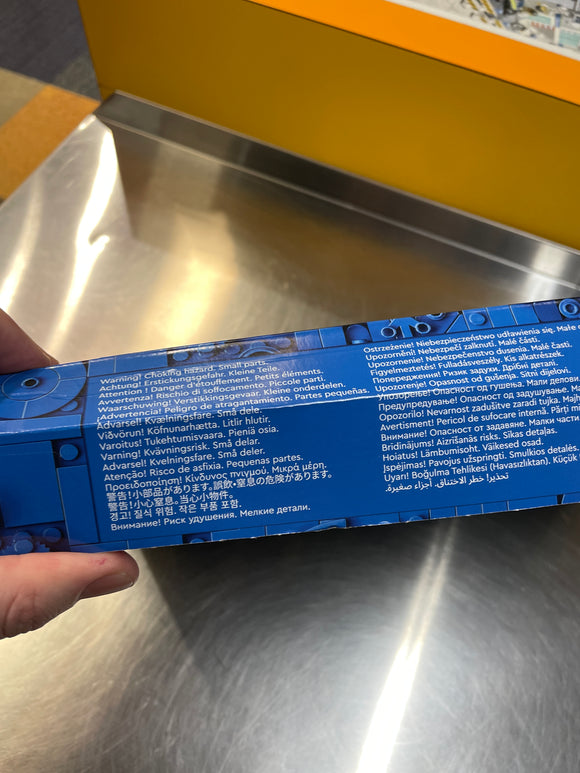 Warning! Choking hazard. Small parts.
Achtung! Erstickungsgefahr. Kleine Teile.
Attention ! Danger d'étouffement. Petits éléments.
Avvertenza! Rischio di soffocamento. Piccole parti.
Waarschuwing! Verstikkingsgevaar. Kleine onderdelen.
Advertencia! Peligro de atragantamiento. Partes pequeñas.
Advarsel! Kvælningsfare. Små dele.
Viðvörun! Köfnunarhætta. Litlir hlutir.
Varoitus! Tukehtumisvaara. Pieniä osia.
Varning! Kvävningsrisk. Små delar.
Advarsel! Kvelningsfare. Små deler.
Atenção! Risco de asfixia. Pequenas partes.
Προειδοποίηση! Κίνδυνος πνιγμού. Μικρά μέρη.
警告!小部品があります。誤飲•窒息の危険があります。
警告!小心窒息。当心小物件。
경고! 질식 위험. 작은 부품 포함.
Внимание! Риск удушения. Мелкие детали.
Ostrzeżenie! Niebezpieczeństwo udławienia się. Małe
Upozornění! Nebezpečí zalknutí. Malé části.
Upozornenie! Nebezpečenstvo dusenia. Malé časti.
Figyelmeztetés! Fulladásveszély. Kis alkatrészek.
Попередження! Ризик задухи. Дрібні деталі.
Upozorenje! Opasnost od gušenja. Sitni dijelovi.
Упозорење! Опасност од гушења. Мали делови.
Предупредување! Опасност од задушување.
Opozorilo! Nevarnost zadušitve zaradi tujka.
Avertisment! Pericol de sufocare internă. Părți
Внимание! Опасност от задавяне. Малки части
Brīdinājums! Aizrīšanās risks. Sīkas detaļas.
Hoiatus! Lämbumisoht. Väikesed osad.
Įspėjimas! Pavojus užspringti. Smulkios detalės.
Uyarı! Boğulma Tehlikesi (Havasızlıktan). Küçük
تحذير! خطر الاختناق. أجزاء صغيرة.